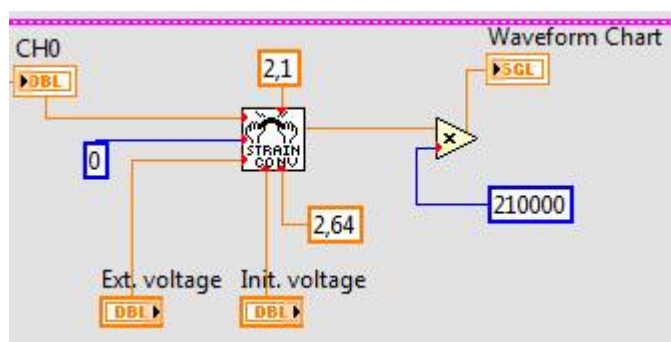 Waveform Chart
CH0
DBL
SGL
2,1
STRAIN
CONV
0
210000
2,64
Ext. voltage Init. voltage
DBL DBL